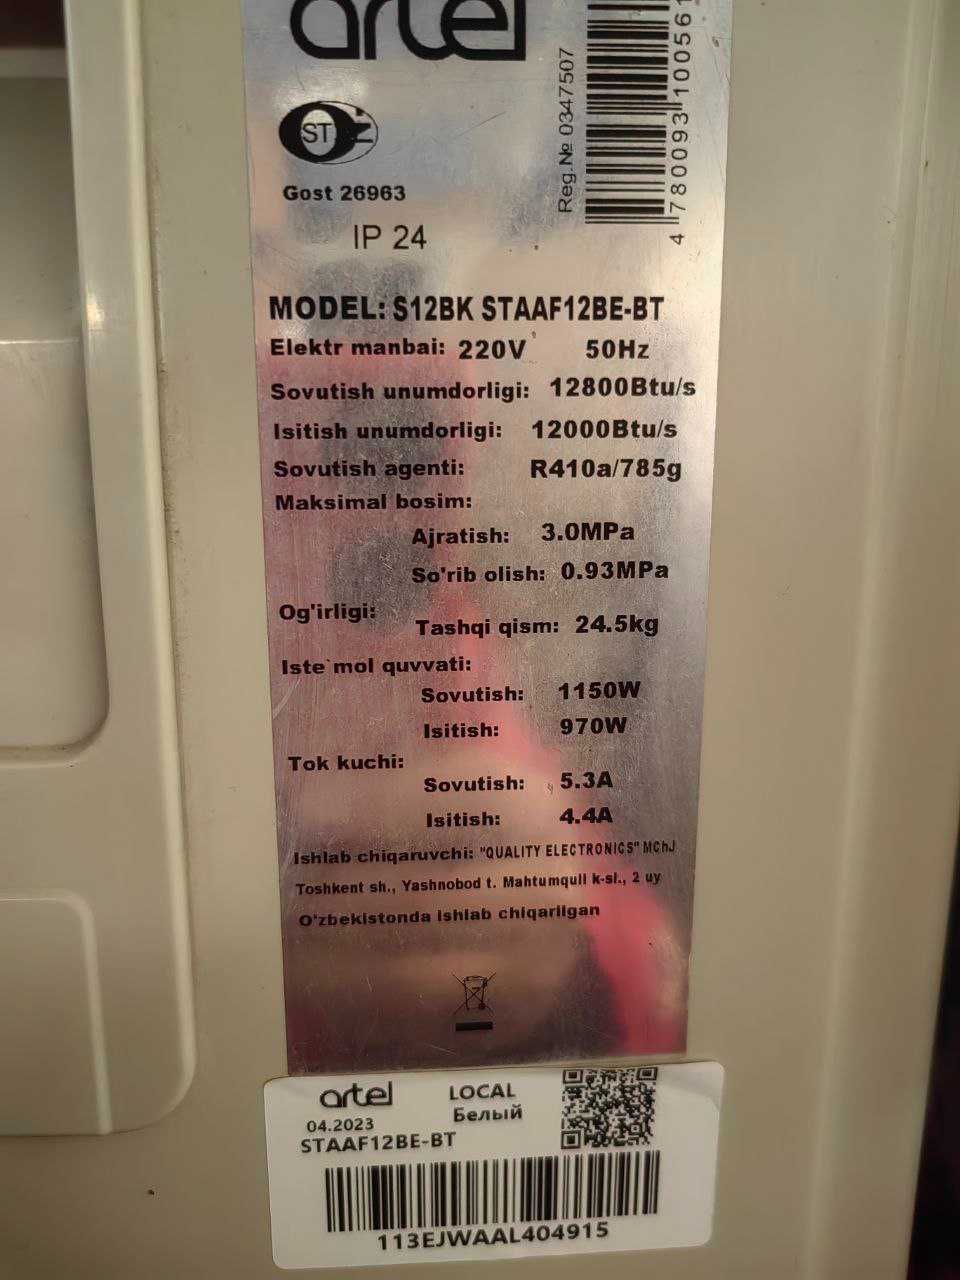 artel
ST
Gost 26963
IP 24
Reg.№ 0347507
MODEL: S12BK STAAF12BE-BT
Elektr manbai: 220V 50Hz
Sovutish unumdorligi: 12800Btu/s
Isitish unumdorligi: 12000Btu/s
Sovutish agenti: R410a/785g
Maksimal bosim:
Ajratish: 3.0MPa
So'rib olish: 0.93MPa
Og'irligi:
Tashqi qism: 24.5kg
Iste`mol quvvati:
Sovutish: 1150W
Isitish: 970W
Tok kuchi:
Sovutish: 5.3A
Isitish: 4.4A
Ishlab chiqaruvchi: "QUALITY ELECTRONICS" MChJ
Toshkent sh., Yashnobod t. Mahtumquli k-si., 2 uy
O'zbekistonda ishlab chiqarilgan
artel LOCAL
Белый
04.2023
STAAF12BE-BT
113EJWAAL404915